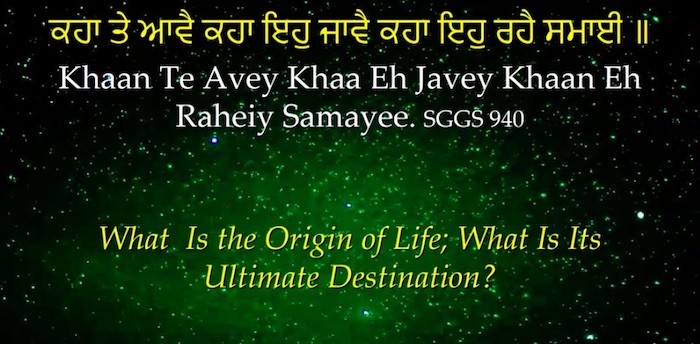 ਕਹਾ ਤੇ ਆਵੈ ਕਹਾ ਇਹੁ ਜਾਵੈ ਕਹਾ ਇਹੁ ਰਹੈ ਸਮਾਈ ॥
Khaan Te Avey Khaa Eh Javey Khaan Eh
Raheiy Samayee. SGGS 940
What Is the Origin of Life; What Is Its
Ultimate Destination?